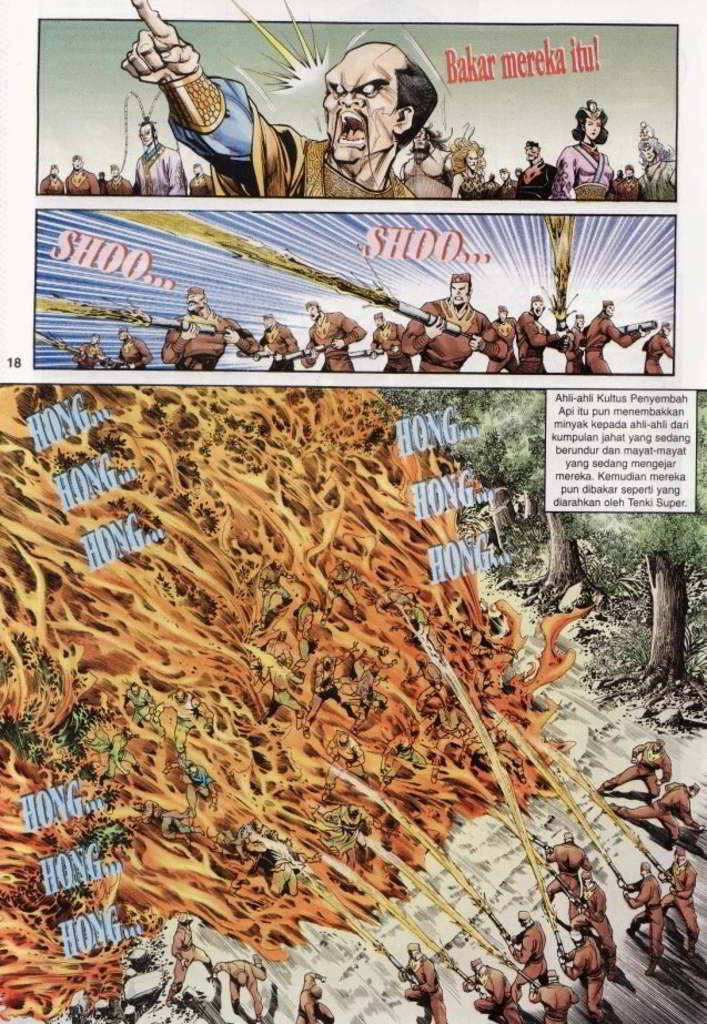 Bakar mereka itu!
SHOO...
SHOO...
18
HONG...
HONG...
HONG...
HONG...
HONG...
HONG...
Ahli-ahli Kultus Penyembah
Api itu pun menembakkan
minyak kepada ahli-ahli dari
kumpulan jahat yang sedang
berundur dan mayat-mayat
yang sedang mengejar
mereka. Kemudian mereka
pun dibakar seperti yang
diarahkan oleh Tenki Super.
HONG...
HONG...
HONG...